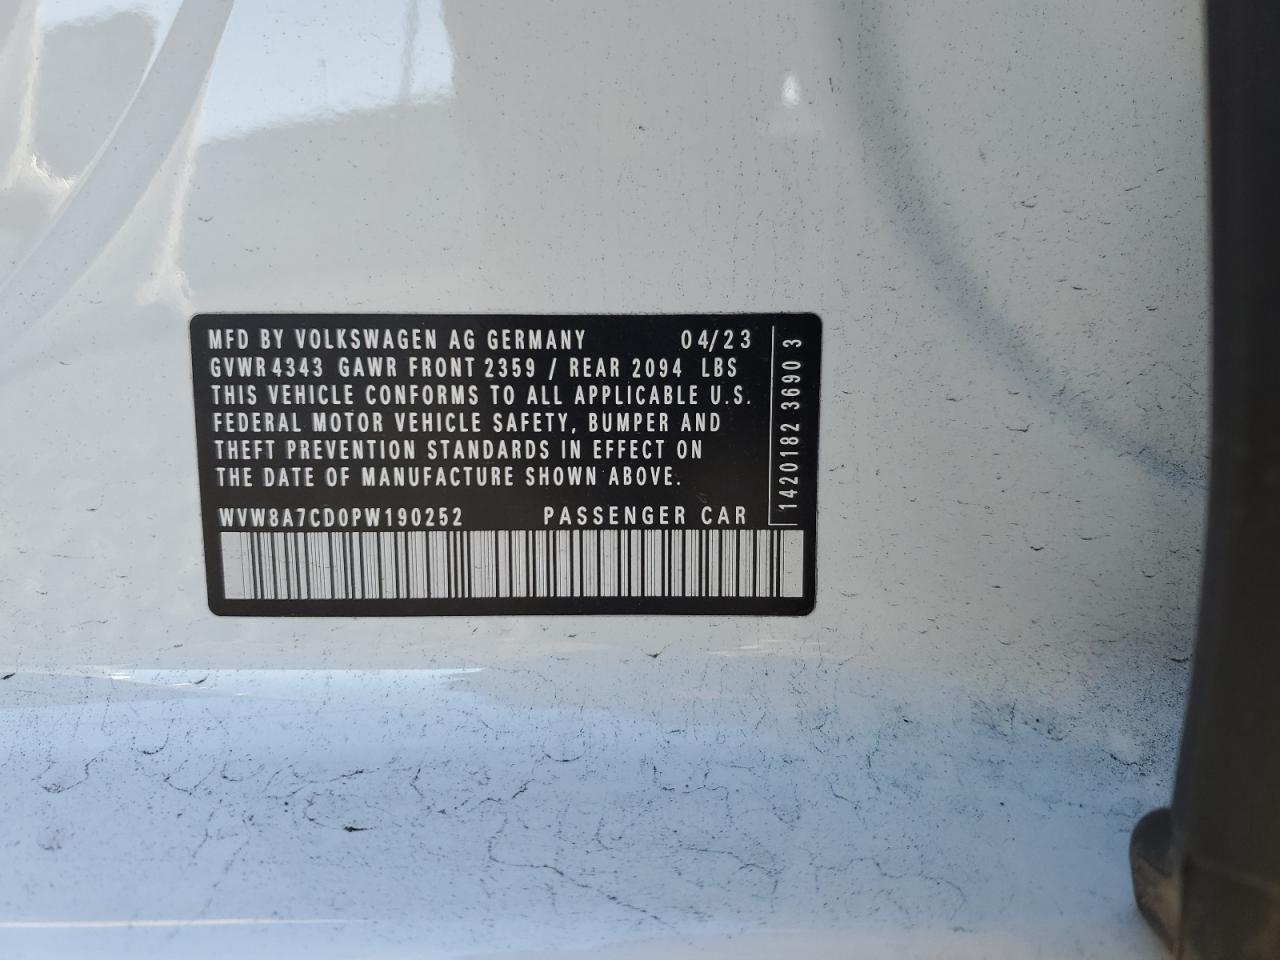 MFD BY VOLKSWAGEN AG GERMANY 04/23
GVWR 4343 GAWR FRONT 2359 / REAR 2094 LBS
THIS VEHICLE CONFORMS TO ALL APPLICABLE U.S.
FEDERAL MOTOR VEHICLE SAFETY, BUMPER AND
THEFT PREVENTION STANDARDS IN EFFECT ON
THE DATE OF MANUFACTURE SHOWN ABOVE.
WVW8A7CD0PW190252 PASSENGER CAR
1420182 3690 3